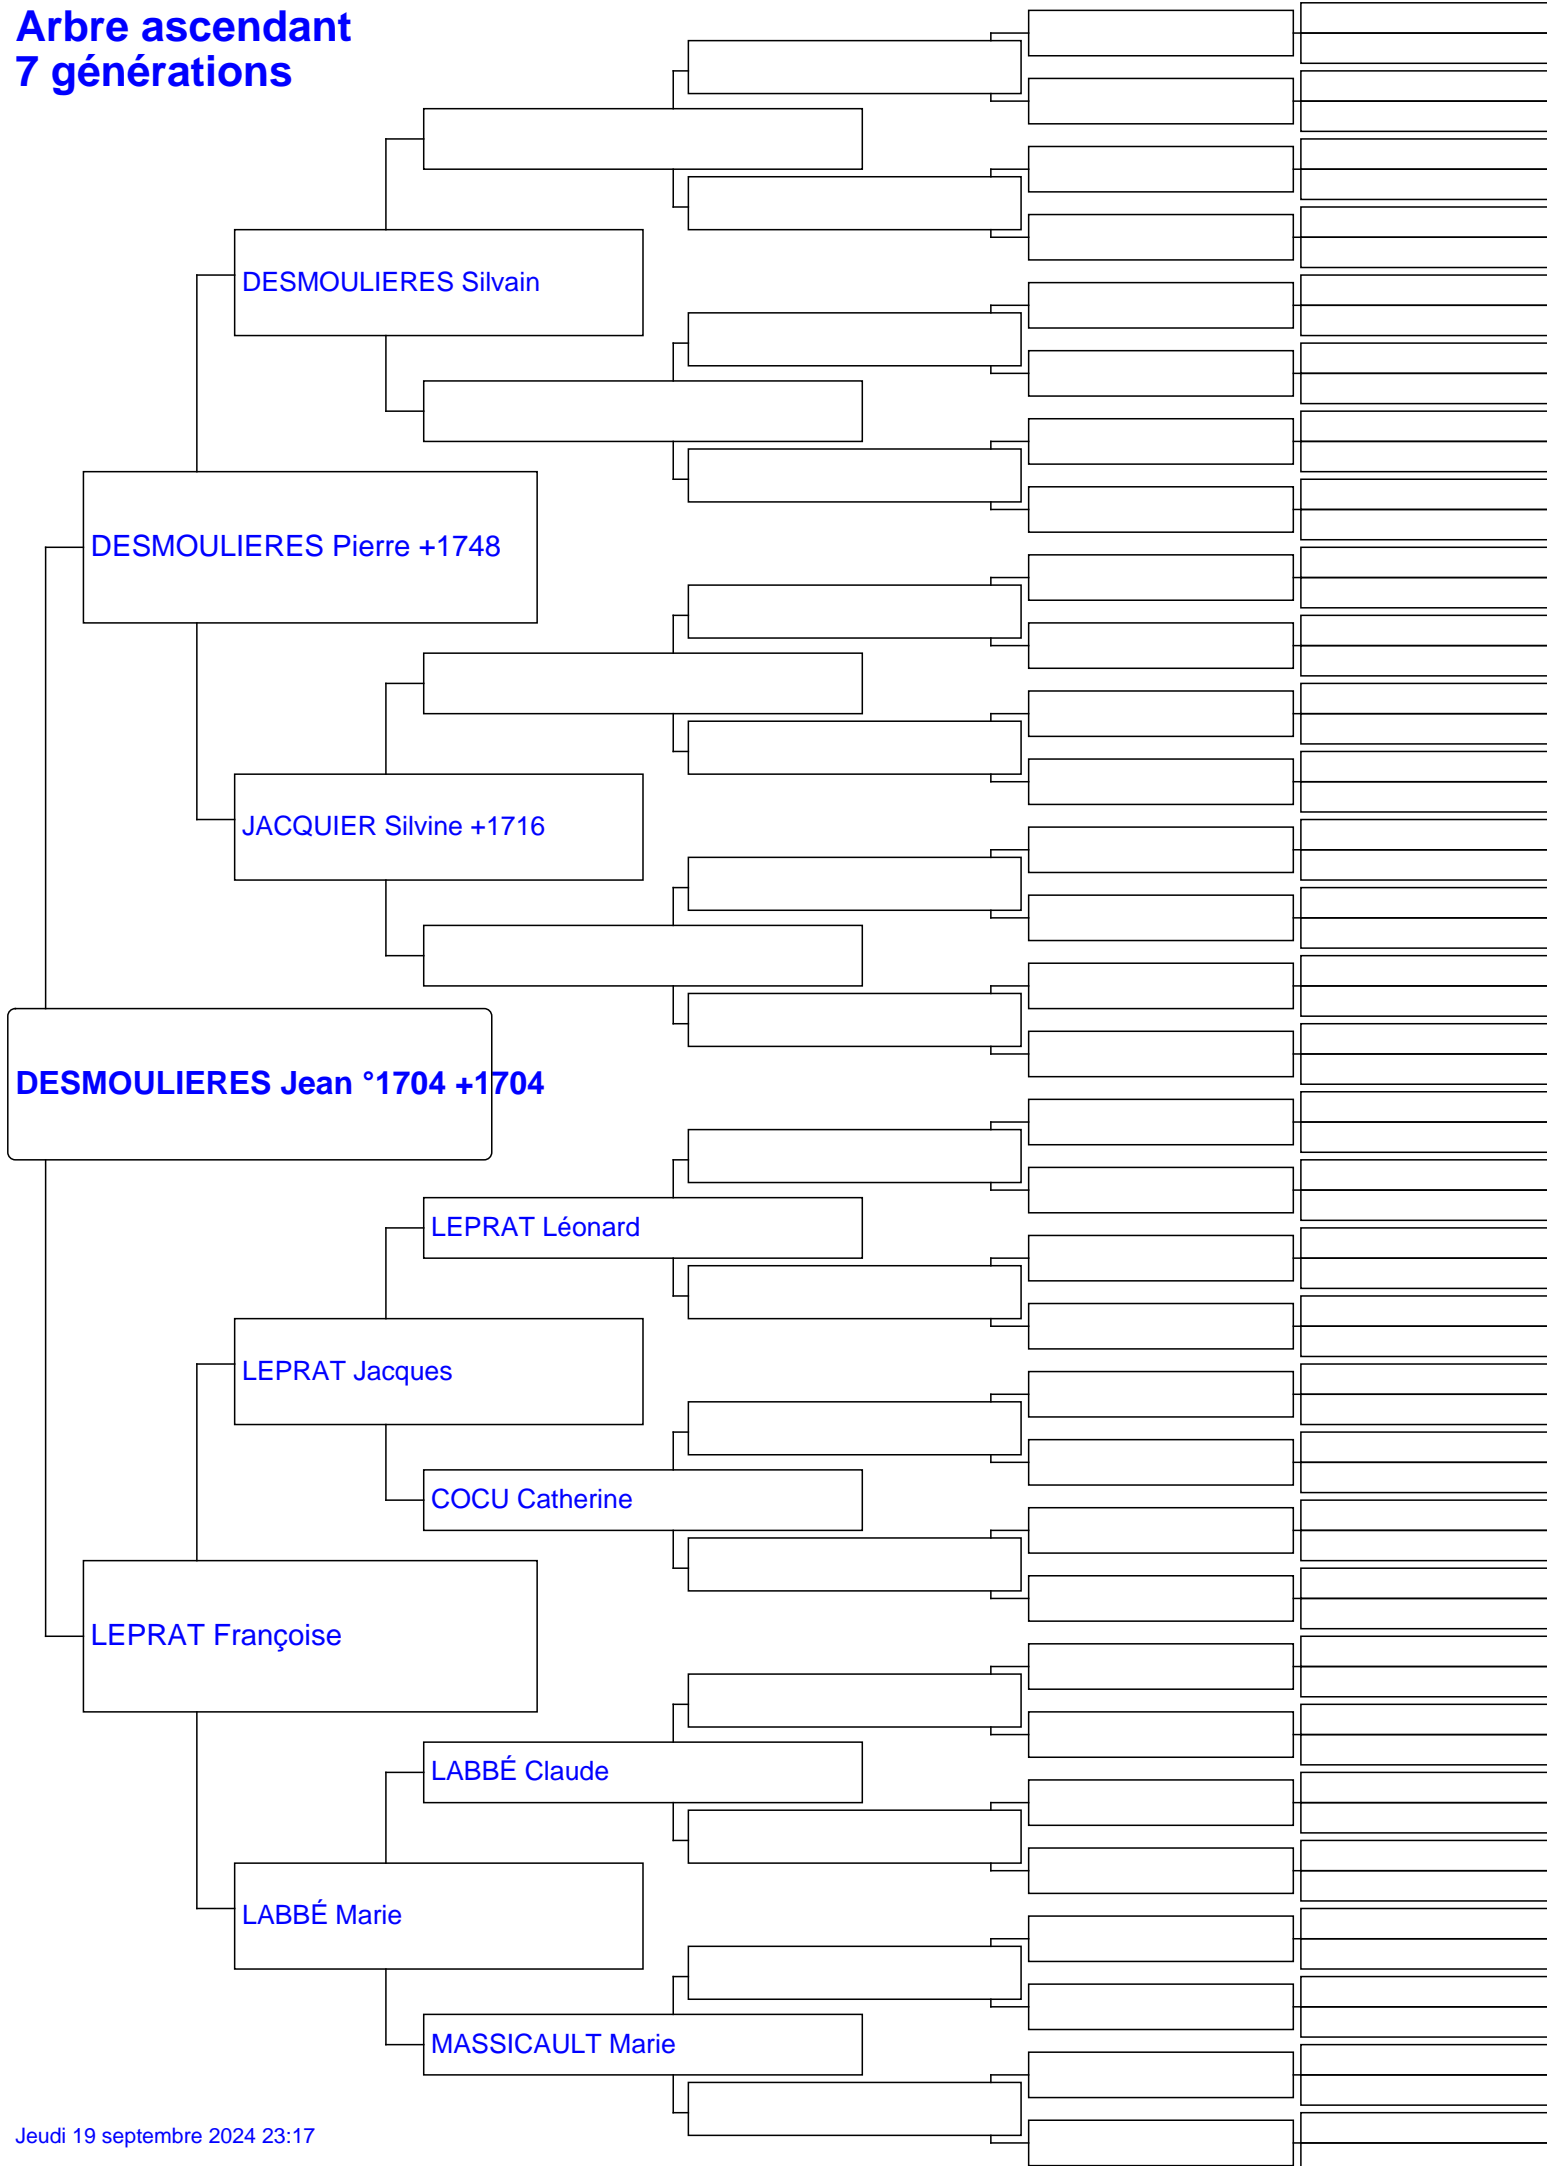 Arbre ascendant
7 générations
DESMOULIERES Silvain
DESMOULIERES Pierre +1748
JACQUIER Silvine +1716
DESMOULIERES Jean °1704 +1704
LEPRAT Léonard
LEPRAT Jacques
COCU Catherine
LEPRAT Françoise
LABBÉ Claude
LABBÉ Marie
MASSICAULT Marie
Jeudi 19 septembre 2024 23:17